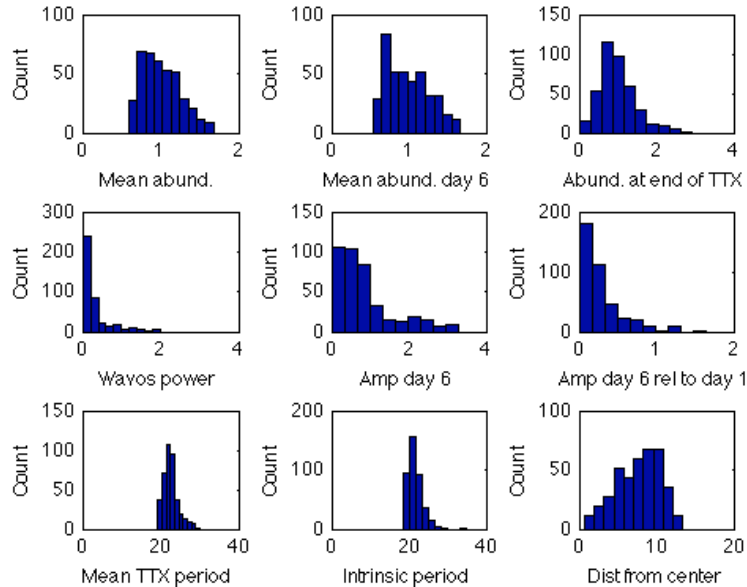 100 100 150
Count Count Count
50 50 100
50
0 0 0
0 1 2 0 1 2 0 2 4
Mean abund. Mean abund. day 6 Abund. at end of TTX
300 150 200
Count Count Count
200 100
100
100 50
0 0 0
0 2 4 0 2 4 0 1 2
Wavos power Amp day 6 Amp day 6 rel to day 1
150 200 100
Count Count Count
100
100 50
50
0 0 0
0 20 40 0 20 40 0 10 20
Mean TTX period Intrinsic period Dist from center